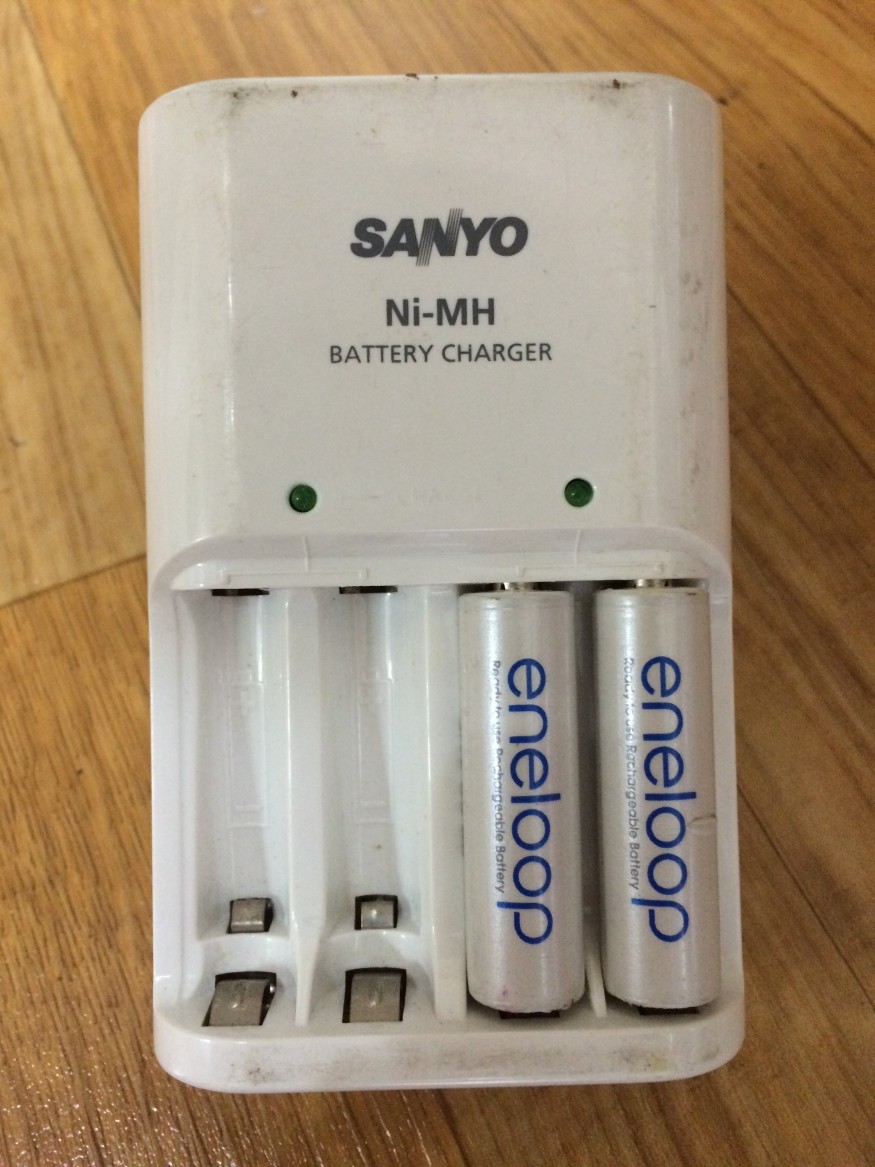 SANYO
Ni-MH
BATTERY CHARGER
eneloop
Ready to use Rechargeable Battery
eneloop
Ready to use Rechargeable Battery